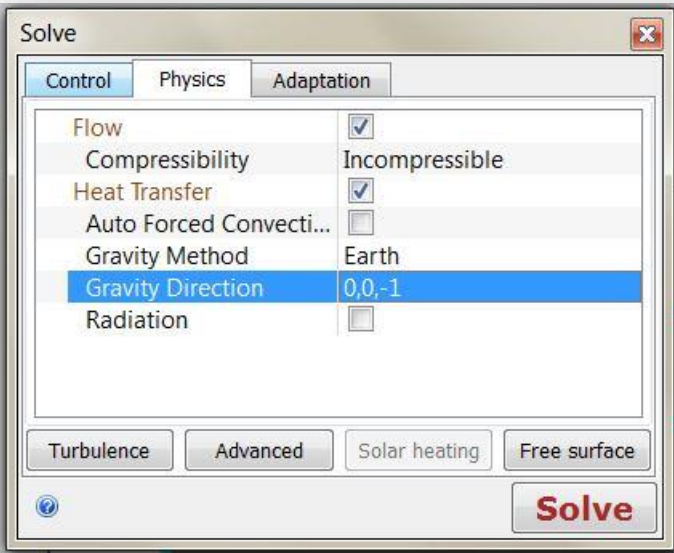 Solve
Control Physics Adaptation
Flow
Compressibility Incompressible
Heat Transfer
Auto Forced Convecti...
Gravity Method Earth
Gravity Direction 0,0,-1
Radiation
Turbulence Advanced Solar heating Free surface
Solve